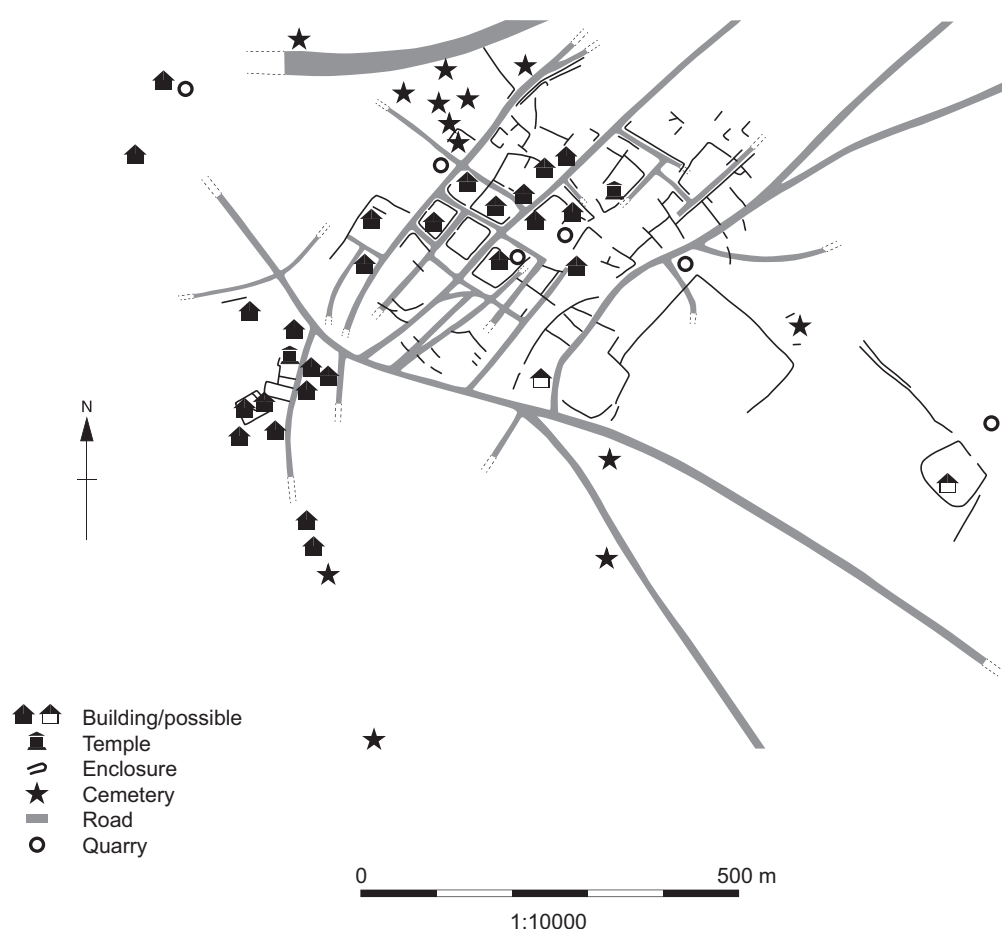 N
Building/possible
Temple
Enclosure
Cemetery
Road
Quarry
0 500 m
1:10000